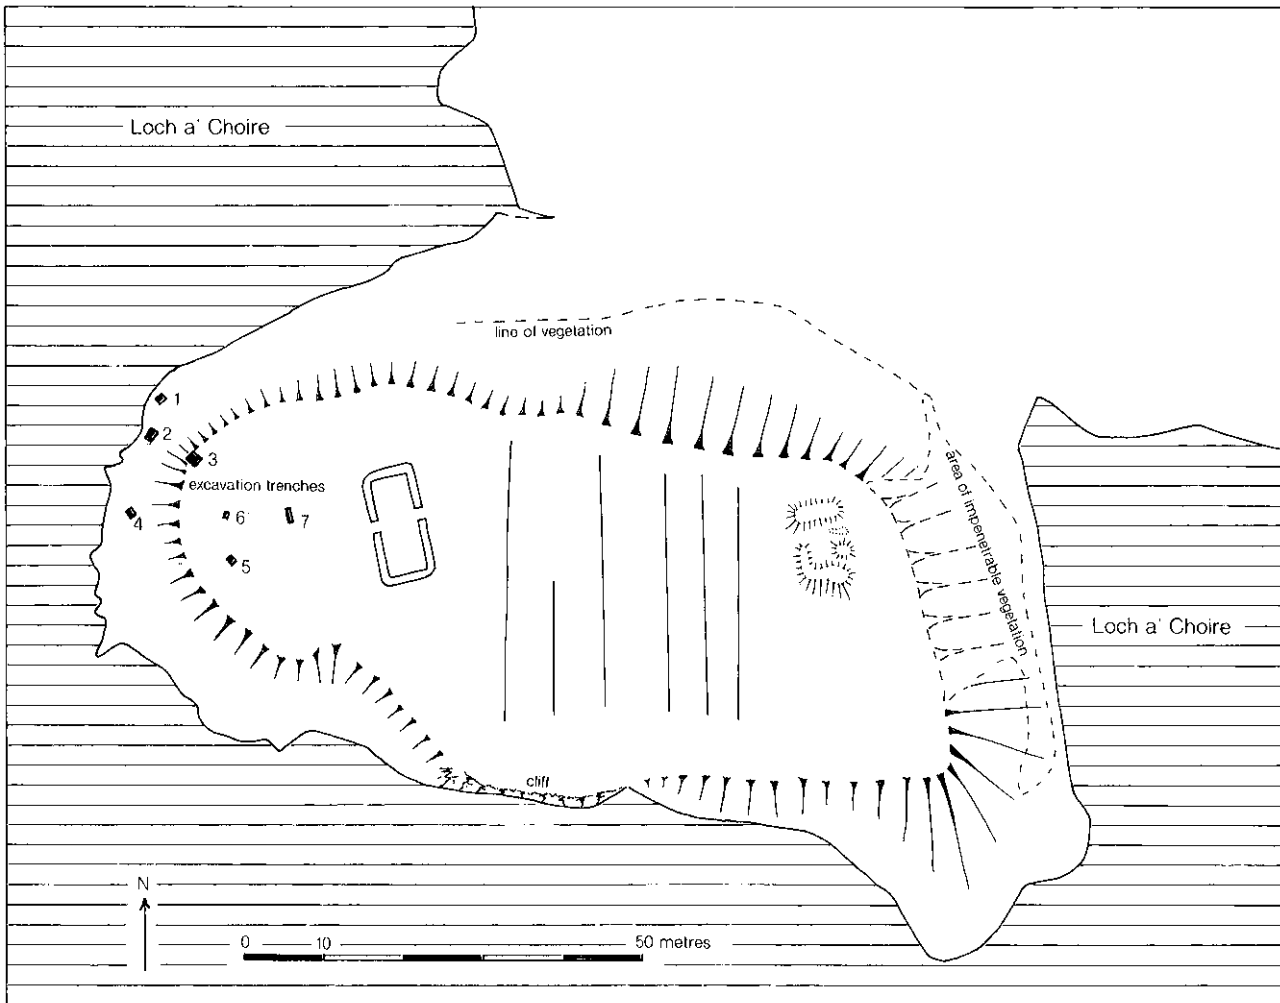 Loch a' Choire
line of vegetation
1
2
3
excavation trenches
4
6
7
5
area of impenetrable vegetation
Loch a' Choire
cliff
N
0 10 50 metres